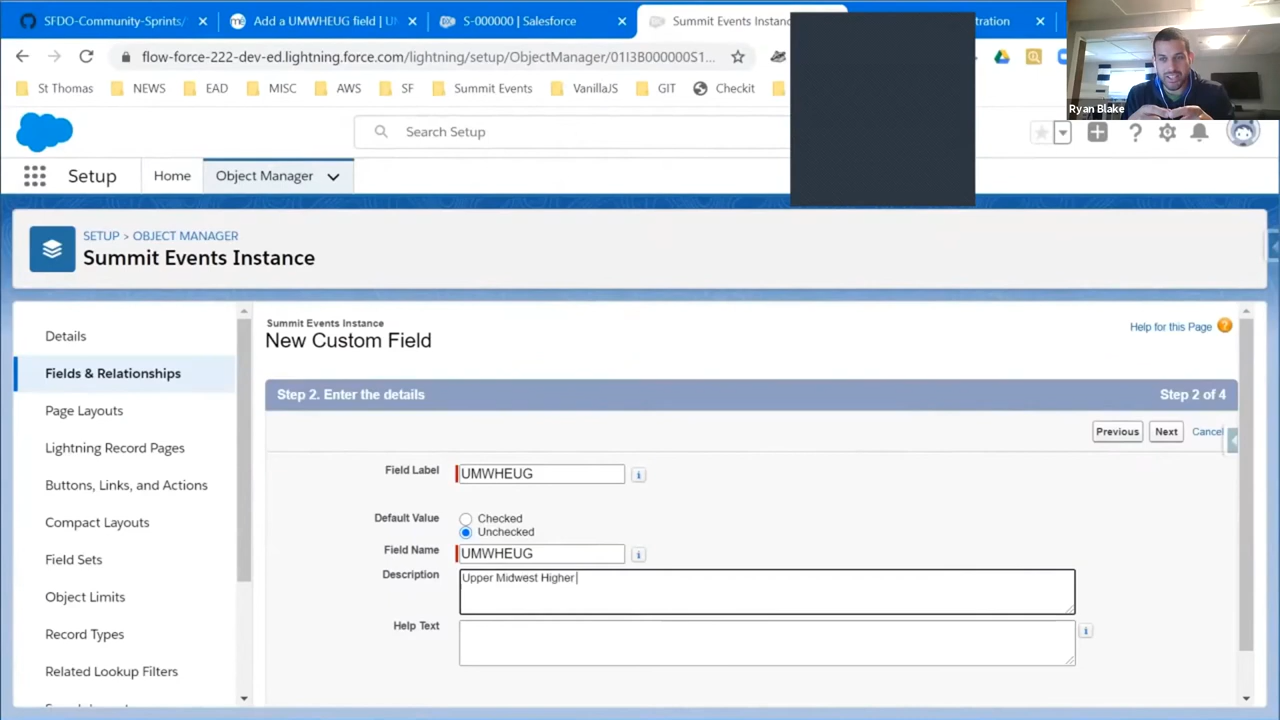 SFDO-Community-Sprints/
Add a UMWHEUG field | UM
S-000000 | Salesforce
Summit Events Instanc
tration
flow-force-222-dev-ed.lightning.force.com/lightning/setup/ObjectManager/01I3B000000S1...
St Thomas
NEWS
EAD
MISC
AWS
SF
Summit Events
VanillaJS
GIT
Checkit
Ryan Blake
Search Setup
Setup
Home
Object Manager
SETUP > OBJECT MANAGER
Summit Events Instance
Details
Fields & Relationships
Page Layouts
Lightning Record Pages
Buttons, Links, and Actions
Compact Layouts
Field Sets
Object Limits
Record Types
Related Lookup Filters
Summit Events Instance
New Custom Field
Help for this Page
Step 2. Enter the details
Step 2 of 4
Previous
Next
Cancel
Field Label
UMWHEUG
Default Value
Checked
Unchecked
Field Name
UMWHEUG
Description
Upper Midwest Higher
Help Text